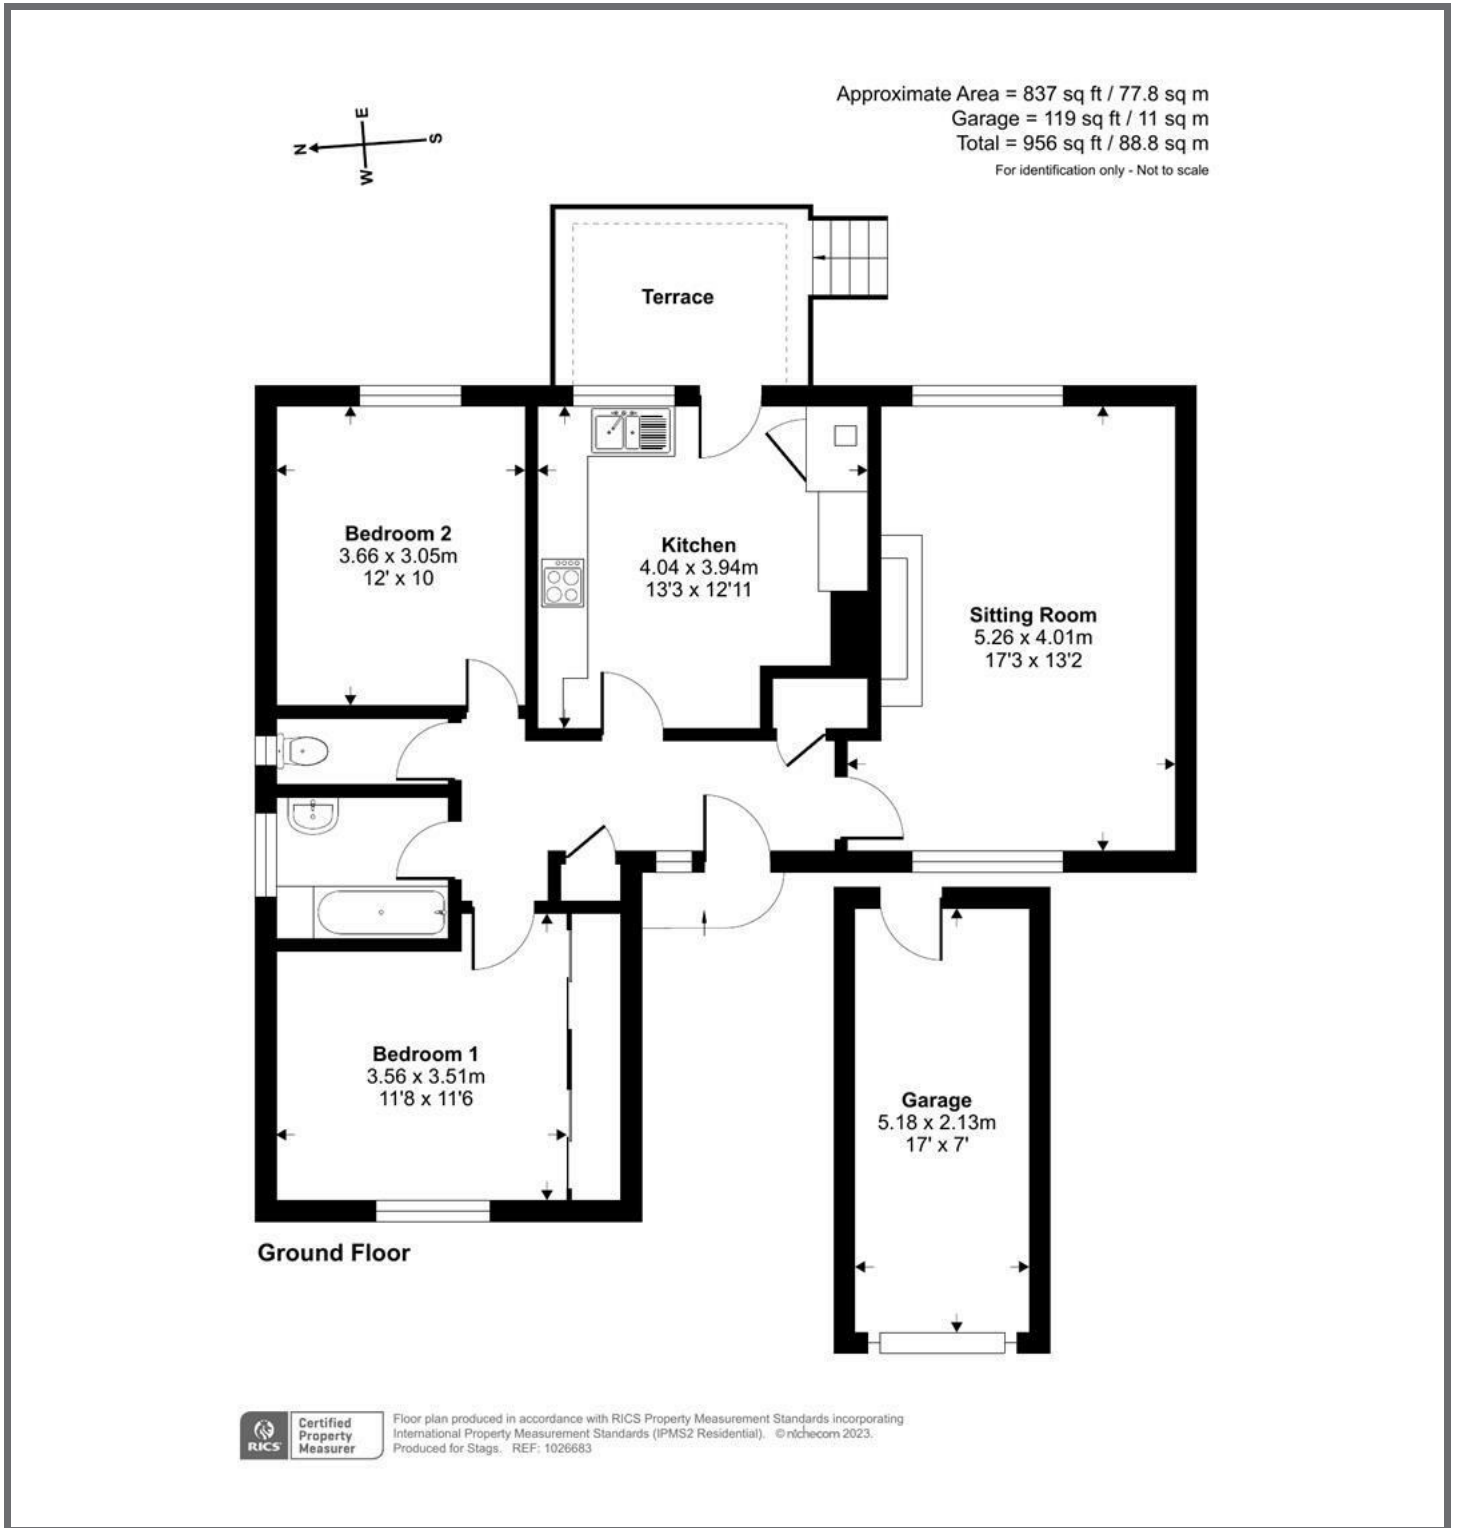 Approximate Area = 837 sq ft / 77.8 sq m
Garage = 119 sq ft / 11 sq m
Total = 956 sq ft / 88.8 sq m
For identification only - Not to scale
E
N
S
W
Terrace
Bedroom 2
3.66 x 3.05m
12' x 10
Kitchen
4.04 x 3.94m
13'3 x 12'11
Sitting Room
5.26 x 4.01m
17'3 x 13'2
Bedroom 1
3.56 x 3.51m
11'8 x 11'6
Garage
5.18 x 2.13m
17' x 7'
Ground Floor
RICS
Certified
Property
Measurer
Floor plan produced in accordance with RICS Property Measurement Standards incorporating
International Property Measurement Standards (IPMS2 Residential). © nichecom 2023.
Produced for Stags. REF: 1026683